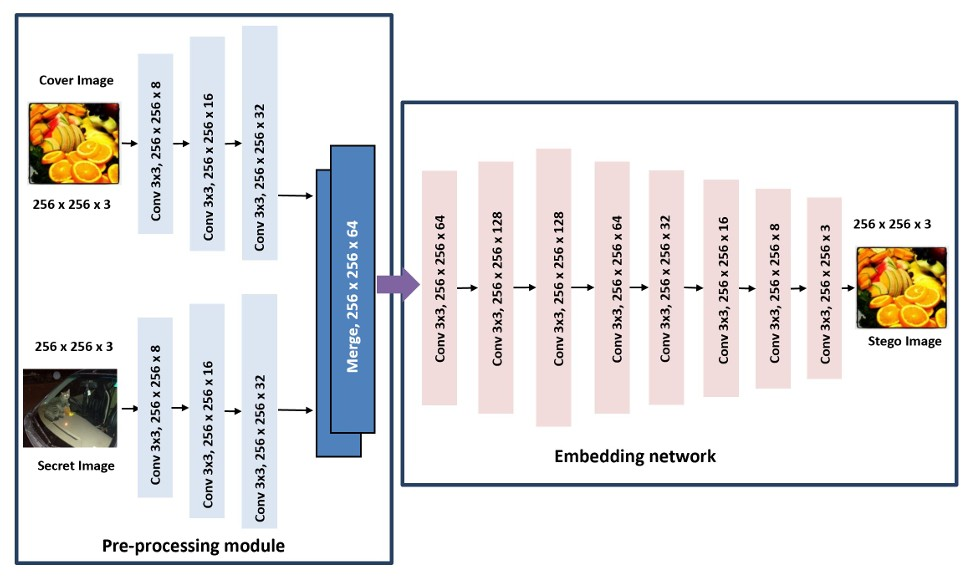 Cover Image
256 x 256 x 3
Conv 3x3, 256 x 256 x 8
Conv 3x3, 256 x 256 x 16
Conv 3x3, 256 x 256 x 32
256 x 256 x 3
Secret Image
Conv 3x3, 256 x 256 x 8
Conv 3x3, 256 x 256 x 16
Conv 3x3, 256 x 256 x 32
Merge, 256 x 256 x 64
Pre-processing module
Conv 3x3, 256 x 256 x 64
Conv 3x3, 256 x 256 x 128
Conv 3x3, 256 x 256 x 128
Conv 3x3, 256 x 256 x 64
Conv 3x3, 256 x 256 x 32
Conv 3x3, 256 x 256 x 16
Conv 3x3, 256 x 256 x 8
Conv 3x3, 256 x 256 x 3
256 x 256 x 3
Stego Image
Embedding network